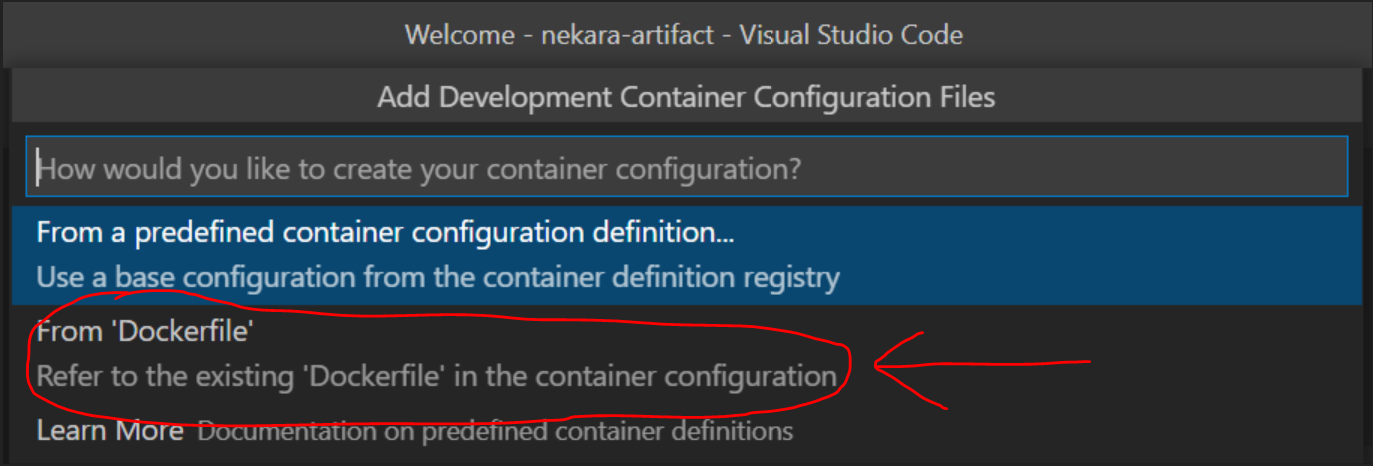 Welcome - nekara-artifact - Visual Studio Code
Add Development Container Configuration Files
How would you like to create your container configuration?
From a predefined container configuration definition...
Use a base configuration from the container definition registry
From 'Dockerfile'
Refer to the existing 'Dockerfile' in the container configuration
Learn More Documentation on predefined container definitions